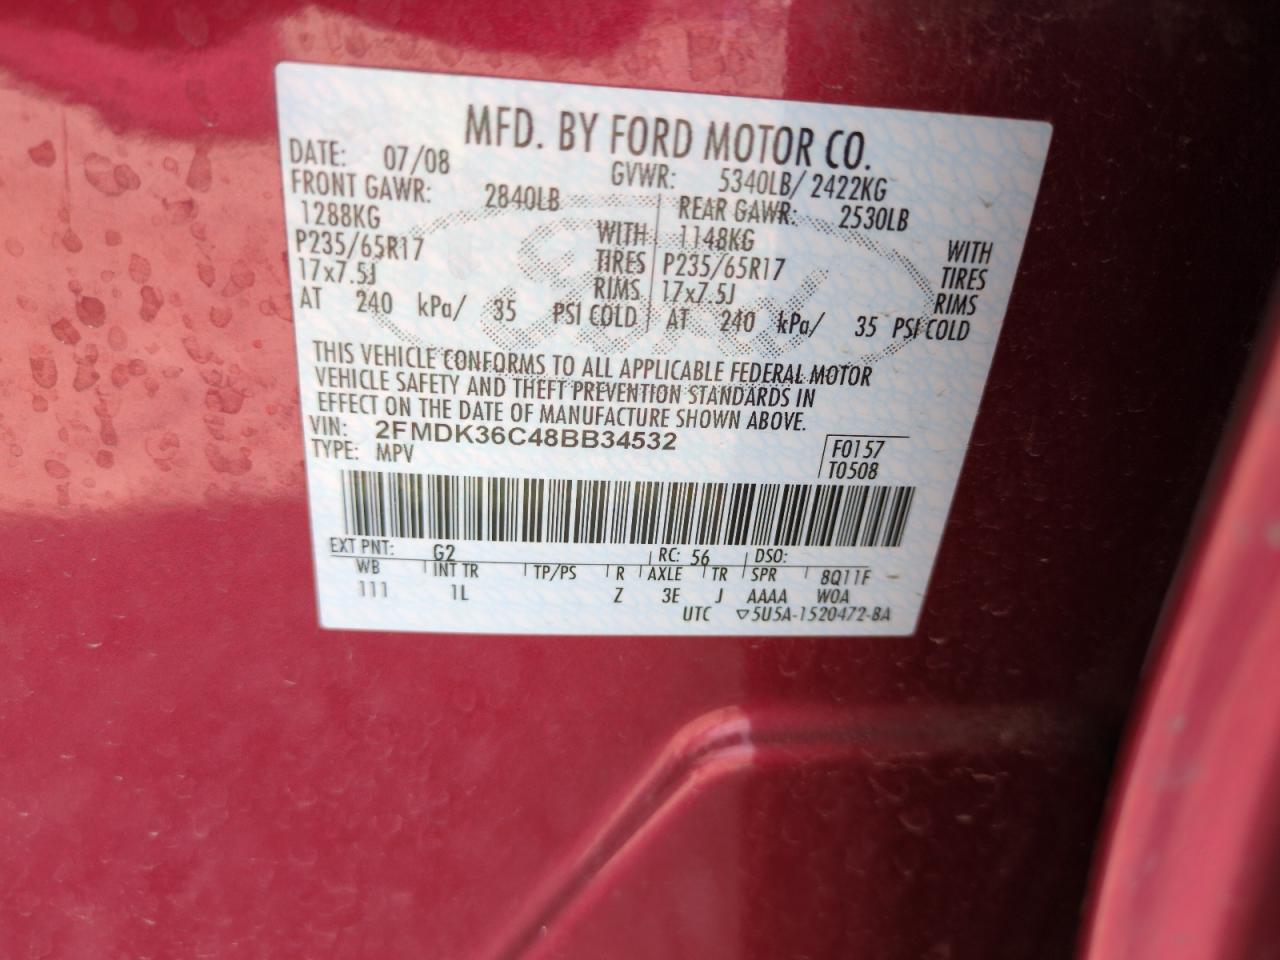 MFD. BY FORD MOTOR CO.
DATE: 07/08 GVWR: 5340LB/ 2422KG
FRONT GAWR: 2840LB REAR GAWR: 2530LB
1288KG WITH 1148KG WITH
P235/65R17 TIRES P235/65R17 TIRES
17x7.5J RIMS 17x7.5J RIMS
AT 240 kPa/ 35 PSI COLD AT 240 kPa/ 35 PSI COLD
THIS VEHICLE CONFORMS TO ALL APPLICABLE FEDERAL MOTOR
VEHICLE SAFETY AND THEFT PREVENTION STANDARDS IN
EFFECT ON THE DATE OF MANUFACTURE SHOWN ABOVE.
VIN: 2FMDK36C48BB34532
TYPE: MPV
F0157
T0508
EXT PNT: G2 RC: 56 DSO:
WB INT TR TP/PS R AXLE TR SPR 8Q11F
111 1L Z 3E J AAAA WOA
UTC ▽5U5A-1520472-BA